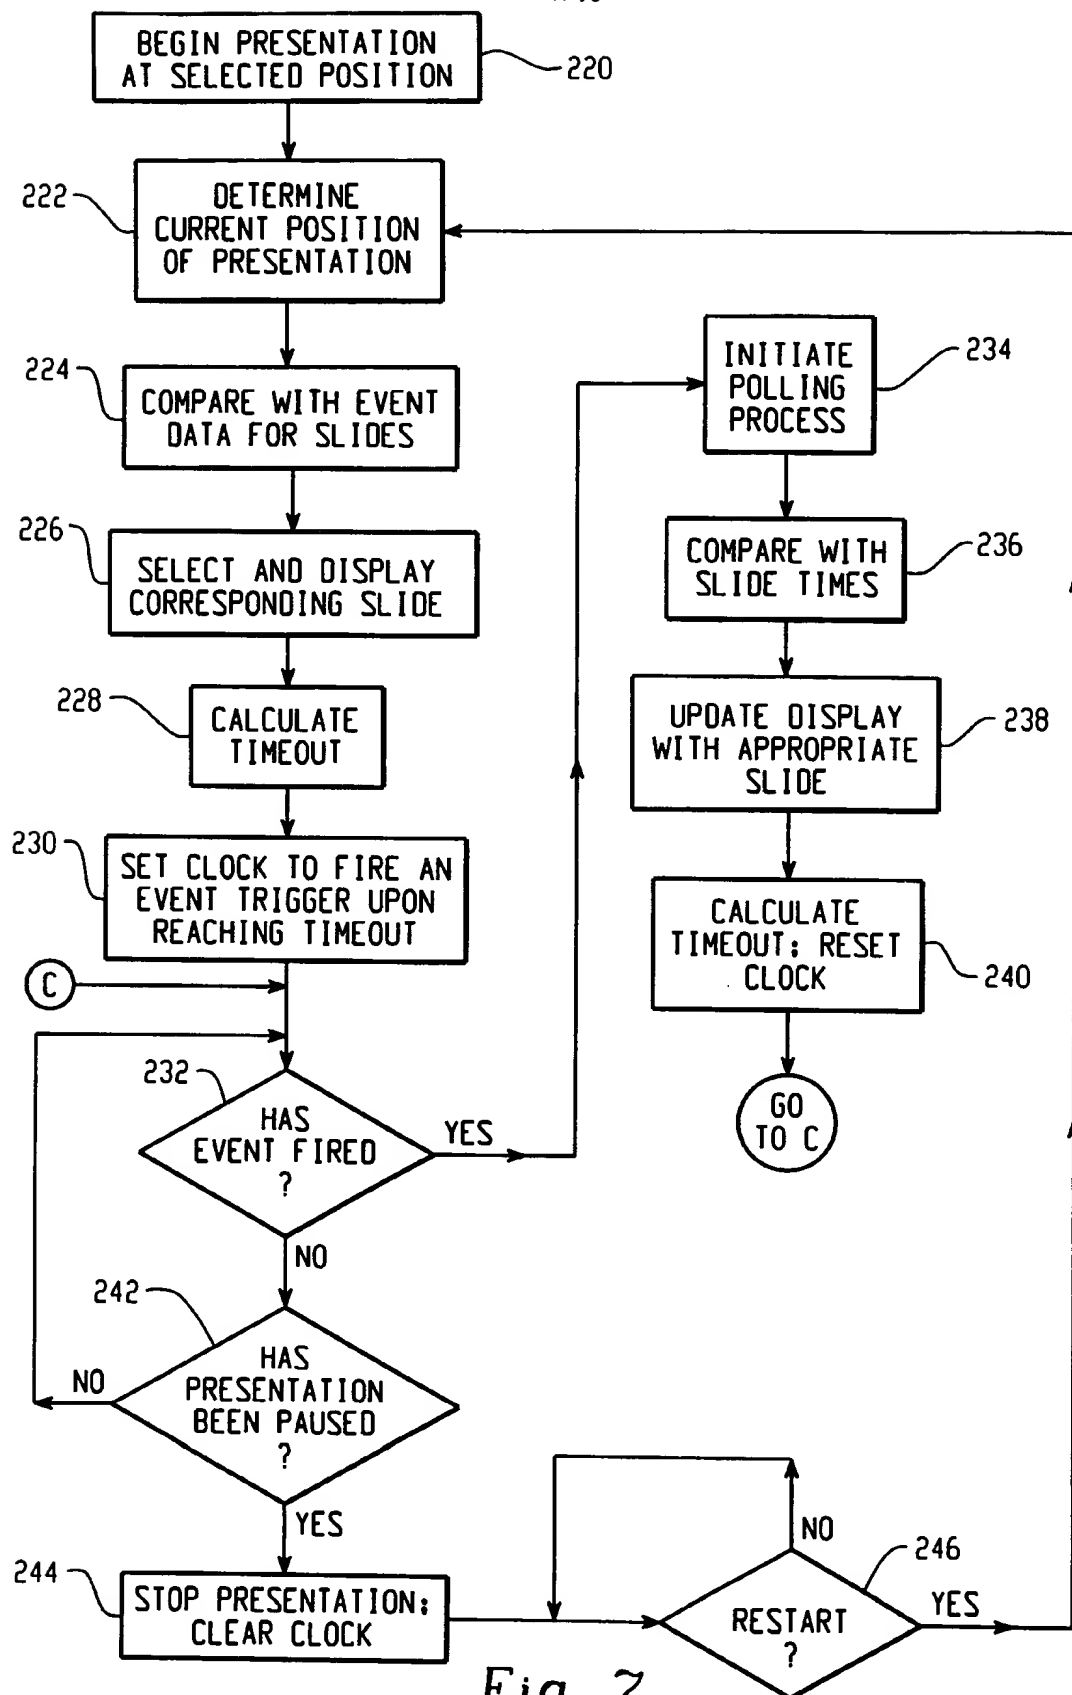 BEGIN PRESENTATION
AT SELECTED POSITION
220
222
DETERMINE
CURRENT POSITION
OF PRESENTATION
224
COMPARE WITH EVENT
DATA FOR SLIDES
226
SELECT AND DISPLAY
CORRESPONDING SLIDE
228
CALCULATE
TIMEOUT
230
SET CLOCK TO FIRE AN
EVENT TRIGGER UPON
REACHING TIMEOUT
C
232
HAS
EVENT FIRED
?
YES
NO
234
INITIATE
POLLING
PROCESS
236
COMPARE WITH
SLIDE TIMES
238
UPDATE DISPLAY
WITH APPROPRIATE
SLIDE
240
CALCULATE
TIMEOUT; RESET
CLOCK
GO
TO C
242
HAS
PRESENTATION
BEEN PAUSED
?
NO
YES
244
STOP PRESENTATION;
CLEAR CLOCK
246
RESTART
?
NO
YES
Fig. 7